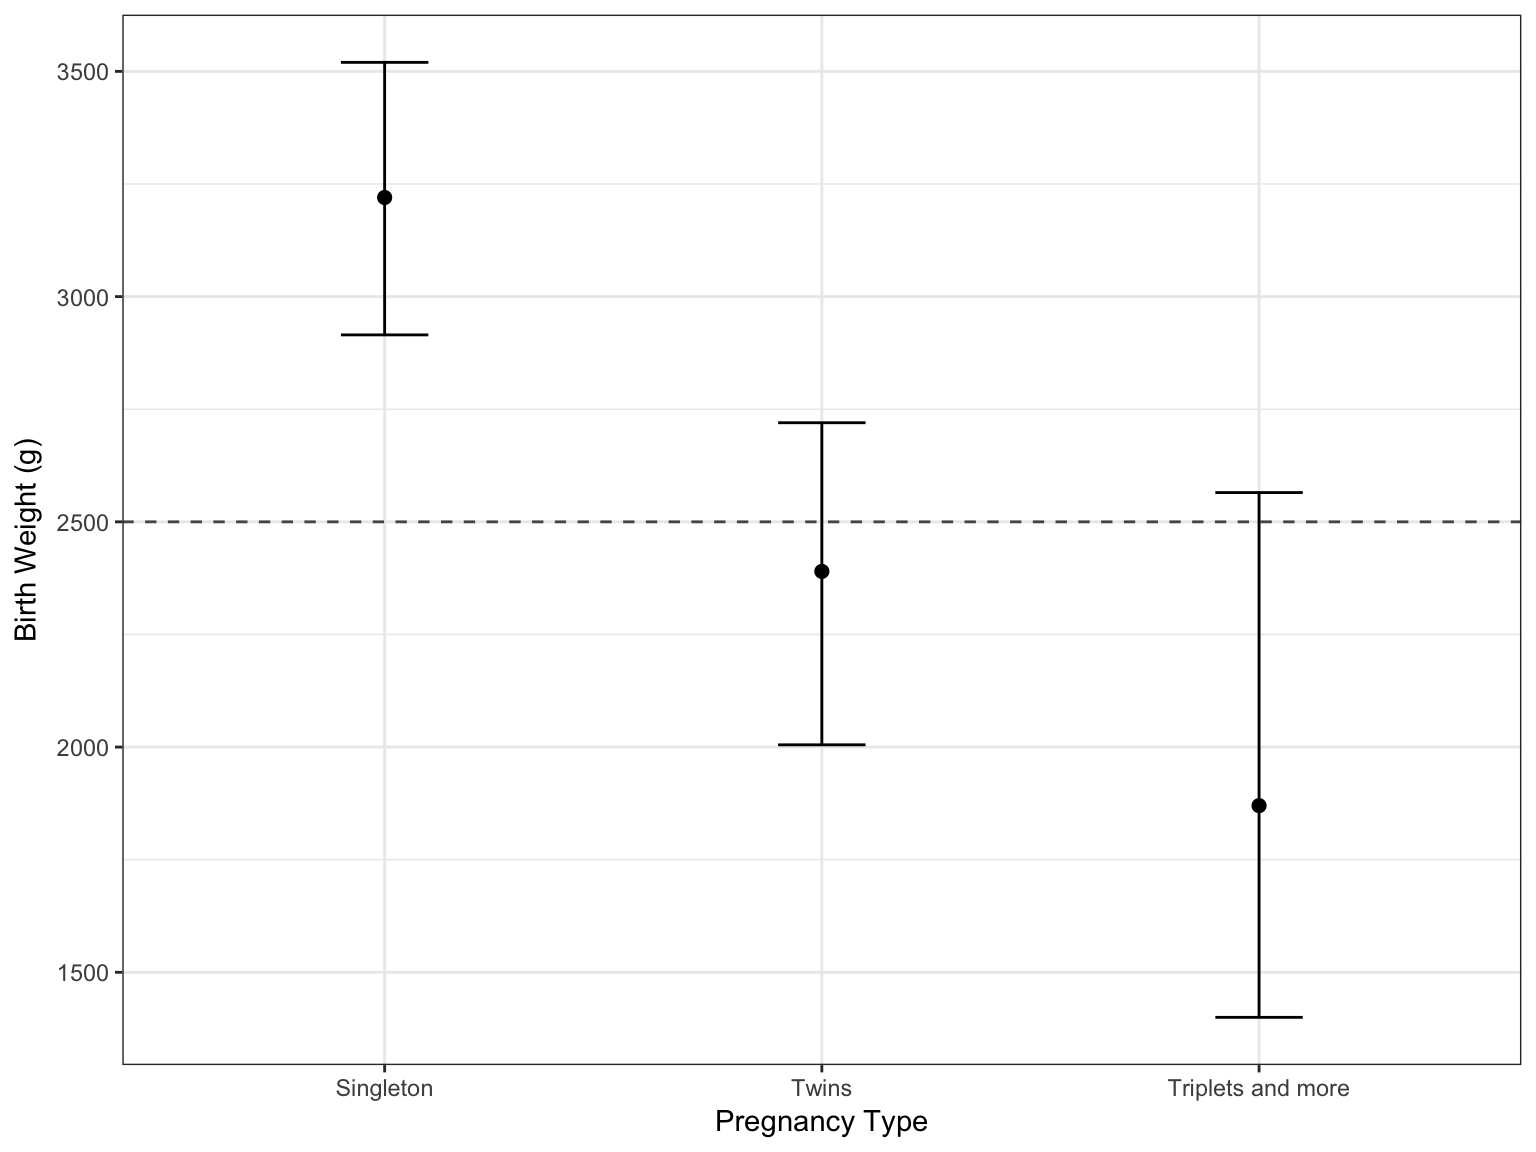 3500
3000
2500
2000
1500
Birth Weight (g)
Singleton
Twins
Triplets and more
Pregnancy Type